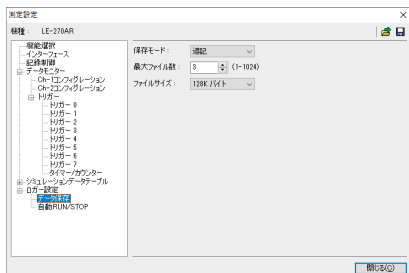 測定設定
機種： LE-270AR
機能選択
インターフェース
記録制御
データモニター
Ch-1コンフィグレーション
Ch-2コンフィグレーション
トリガー
トリガー 0
トリガー 1
トリガー 2
トリガー 3
トリガー 4
トリガー 5
トリガー 6
トリガー 7
タイマー/カウンター
シミュレーションデータテーブル
ロガー設定
データ保存
自動RUN/STOP
保存モード： 追記
最大ファイル数： 3 (1-1024)
ファイルサイズ： 128K バイト
閉じる(C)